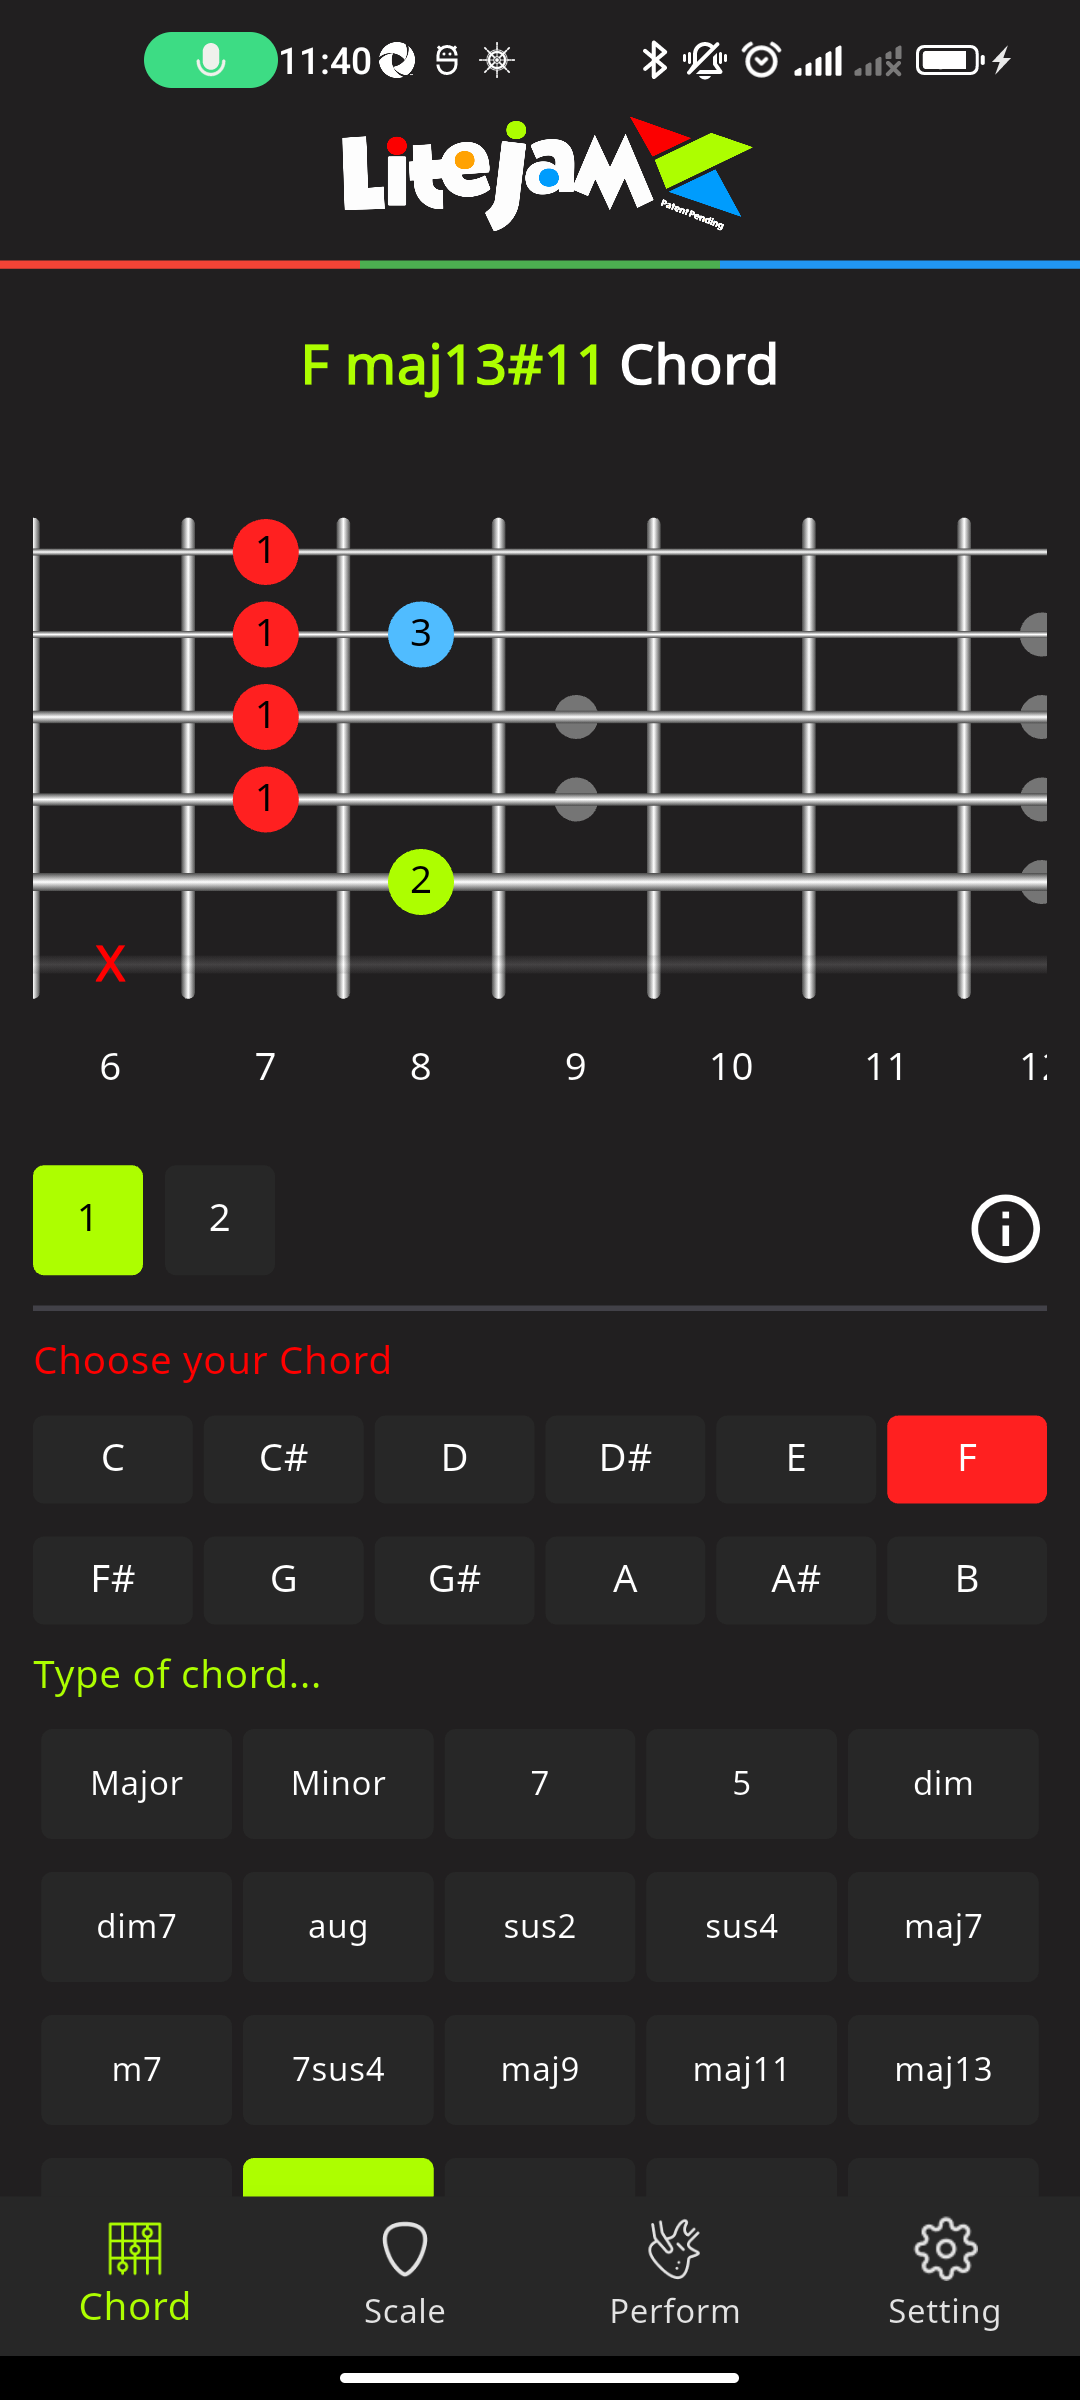 11:40
LiteJam
Patent Pending
F maj13#11 Chord
1
1 3
1
1
2
X
6 7 8 9 10 11 12
1 2
Choose your Chord
C C# D D# E F
F# G G# A A# B
Type of chord...
Major Minor 7 5 dim
dim7 aug sus2 sus4 maj7
m7 7sus4 maj9 maj11 maj13
Chord Scale Perform Setting